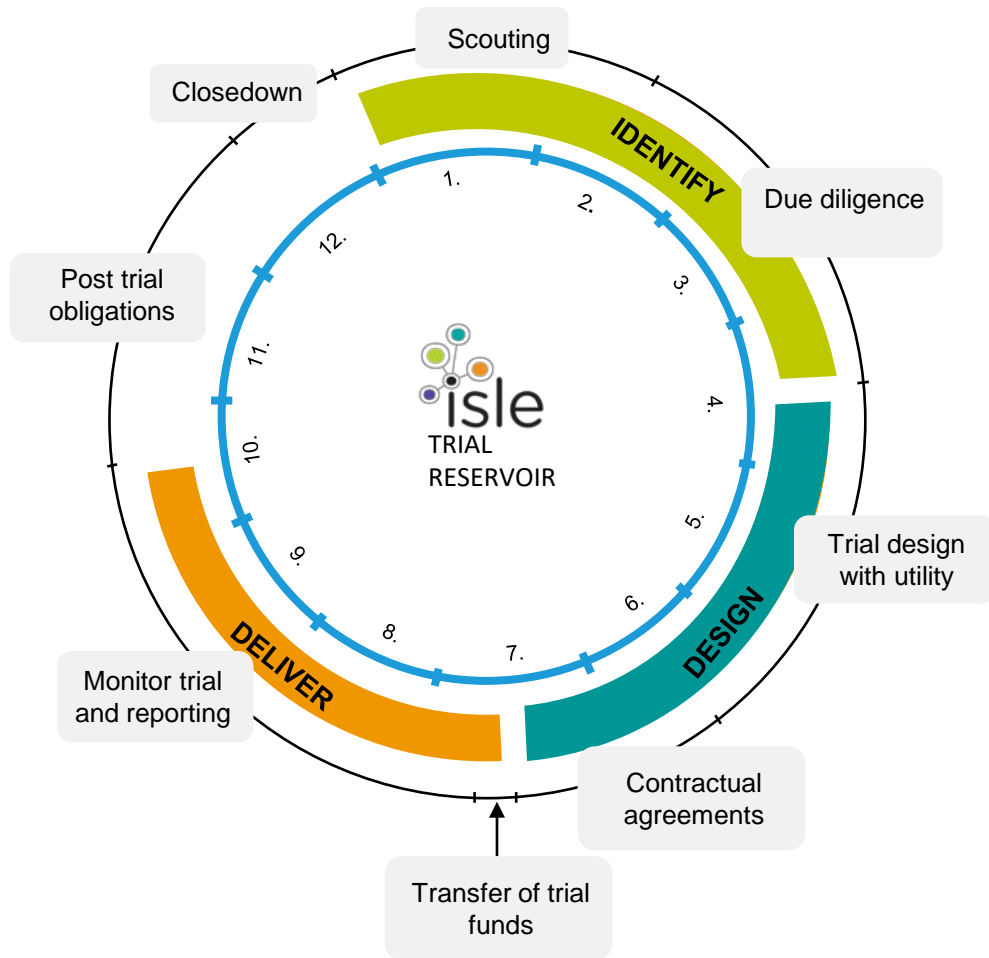 Scouting
Closedown
IDENTIFY
1.
2.
Due diligence
12.
3.
Post trial
obligations
11.
4.
isle
TRIAL
RESERVOIR
10.
5.
Trial design
with utility
9.
6.
DESIGN
8.
7.
DELIVER
Monitor trial
and reporting
Contractual
agreements
Transfer of trial
funds